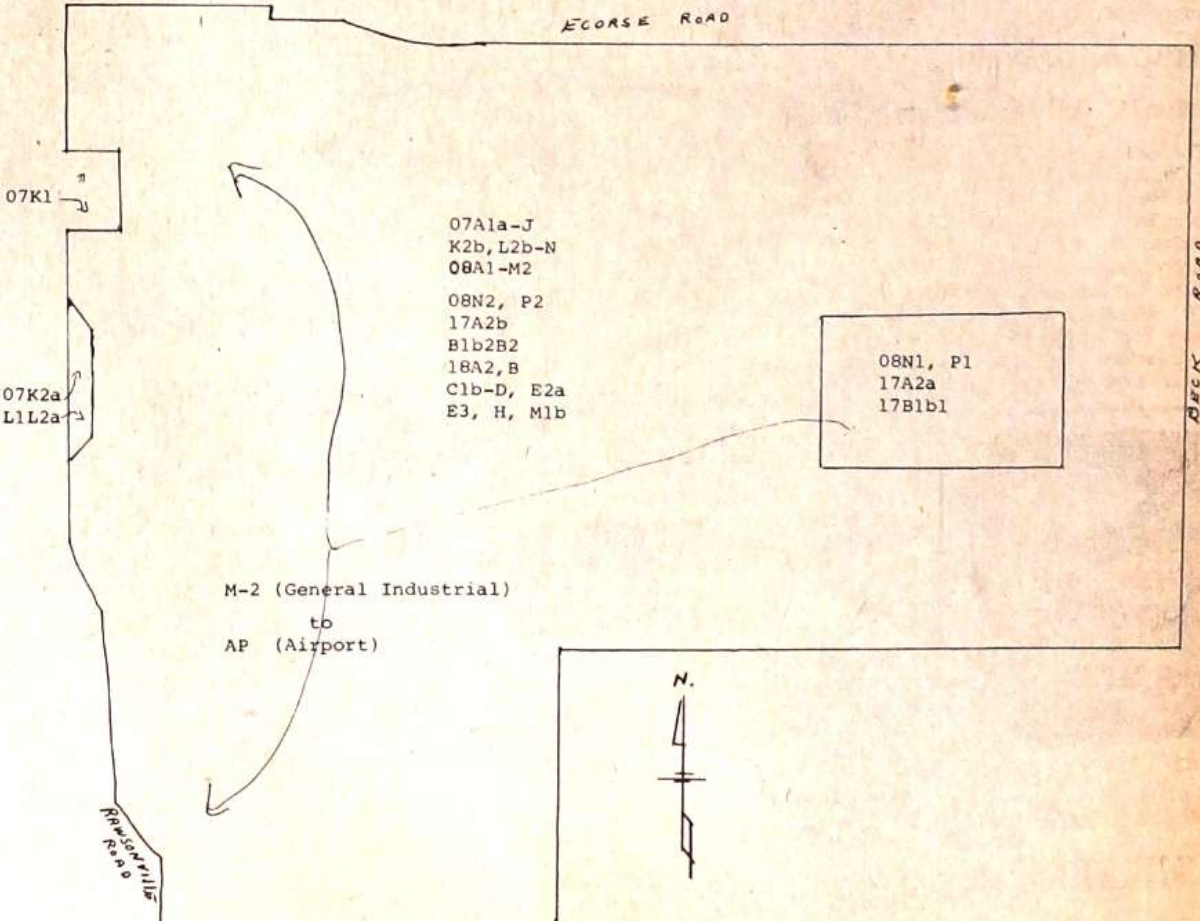 ECORSE ROAD
07K1
07A1a-J
K2b, L2b-N
08A1-M2
08N2, P2
17A2b
B1b2B2
18A2, B
C1b-D, E2a
E3, H, M1b
08N1, P1
17A2a
17B1b1
BECK ROAD
07K2a
L1L2a
M-2 (General Industrial)
to
AP (Airport)
N.
RAWSONVILLE
ROAD